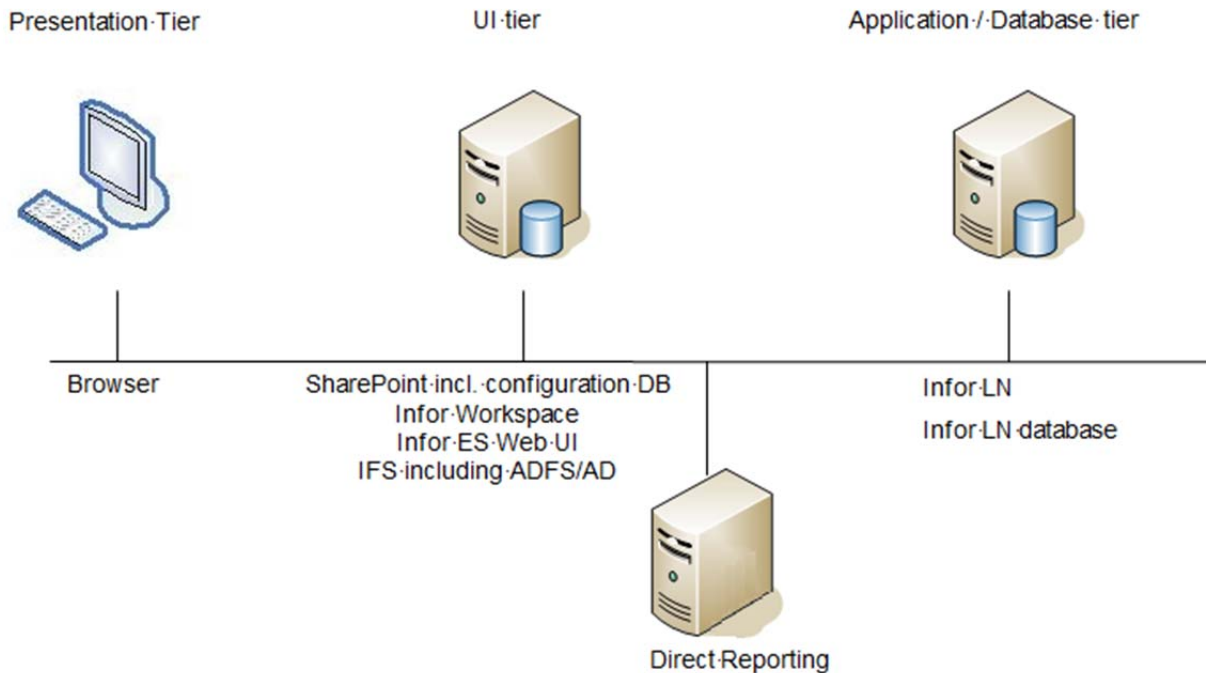 Presentation·Tier
UI·tier
Application·/·Database·tier
Browser
SharePoint·incl.·configuration·DB
Infor·Workspace
Infor·ES·Web·UI
IFS·including·ADFS/AD
Infor·LN
Infor·LN·database
Direct·Reporting